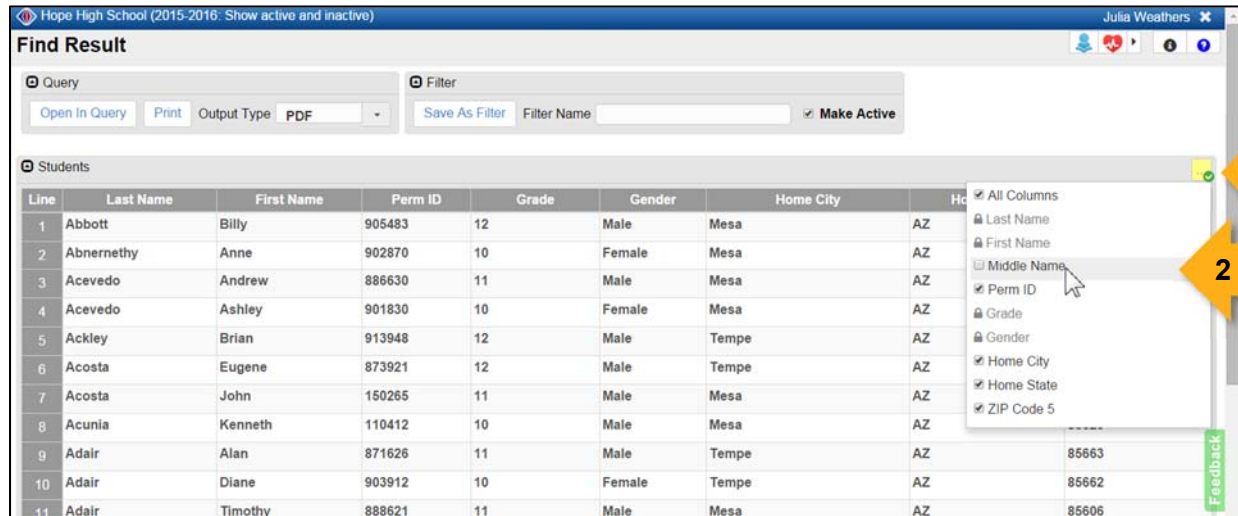 Hope High School (2015-2016: Show active and inactive) Julia Weathers
Find Result
Query Filter
Open In Query Print Output Type PDF Save As Filter Filter Name Make Active
Students
Line Last Name First Name Perm ID Grade Gender Home City
1 Abbott Billy 905483 12 Male Mesa AZ
2 Abnernethy Anne 902870 10 Female Mesa AZ
3 Acevedo Andrew 886630 11 Male Mesa AZ
4 Acevedo Ashley 901830 10 Female Mesa AZ
5 Ackley Brian 913948 12 Male Tempe AZ
6 Acosta Eugene 873921 12 Male Tempe AZ
7 Acosta John 150265 11 Male Mesa AZ
8 Acunia Kenneth 110412 10 Male Mesa AZ
9 Adair Alan 871626 11 Male Tempe AZ 85663
10 Adair Diane 903912 10 Female Tempe AZ 85662
11 Adair Timothy 888621 11 Male Mesa AZ 85606
All Columns
Last Name
First Name
Middle Name
Perm ID
Grade
Gender
Home City
Home State
ZIP Code 5
2
Feedback